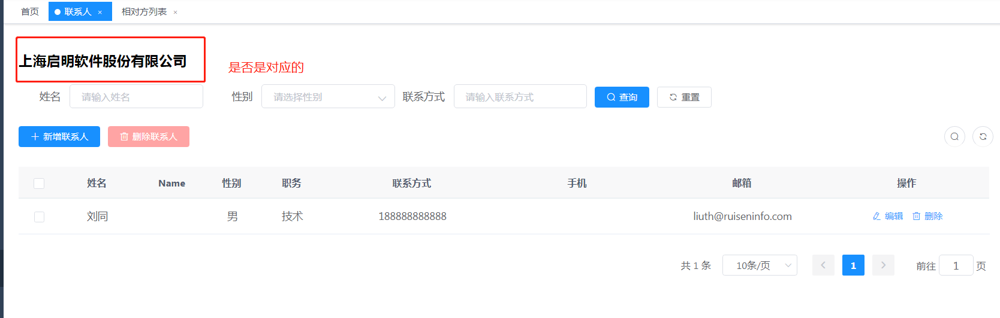 首页 联系人 × 相对方列表 ×
上海启明软件股份有限公司
是否是对应的
姓名 请输入姓名 性别 请选择性别 联系方式 请输入联系方式 查询 重置
新增联系人 删除联系人
姓名 Name 性别 职务 联系方式 手机 邮箱 操作
刘同 男 技术 188888888888 liuth@ruiseninfo.com 编辑 删除
共 1 条 10条/页 1 前往 1 页